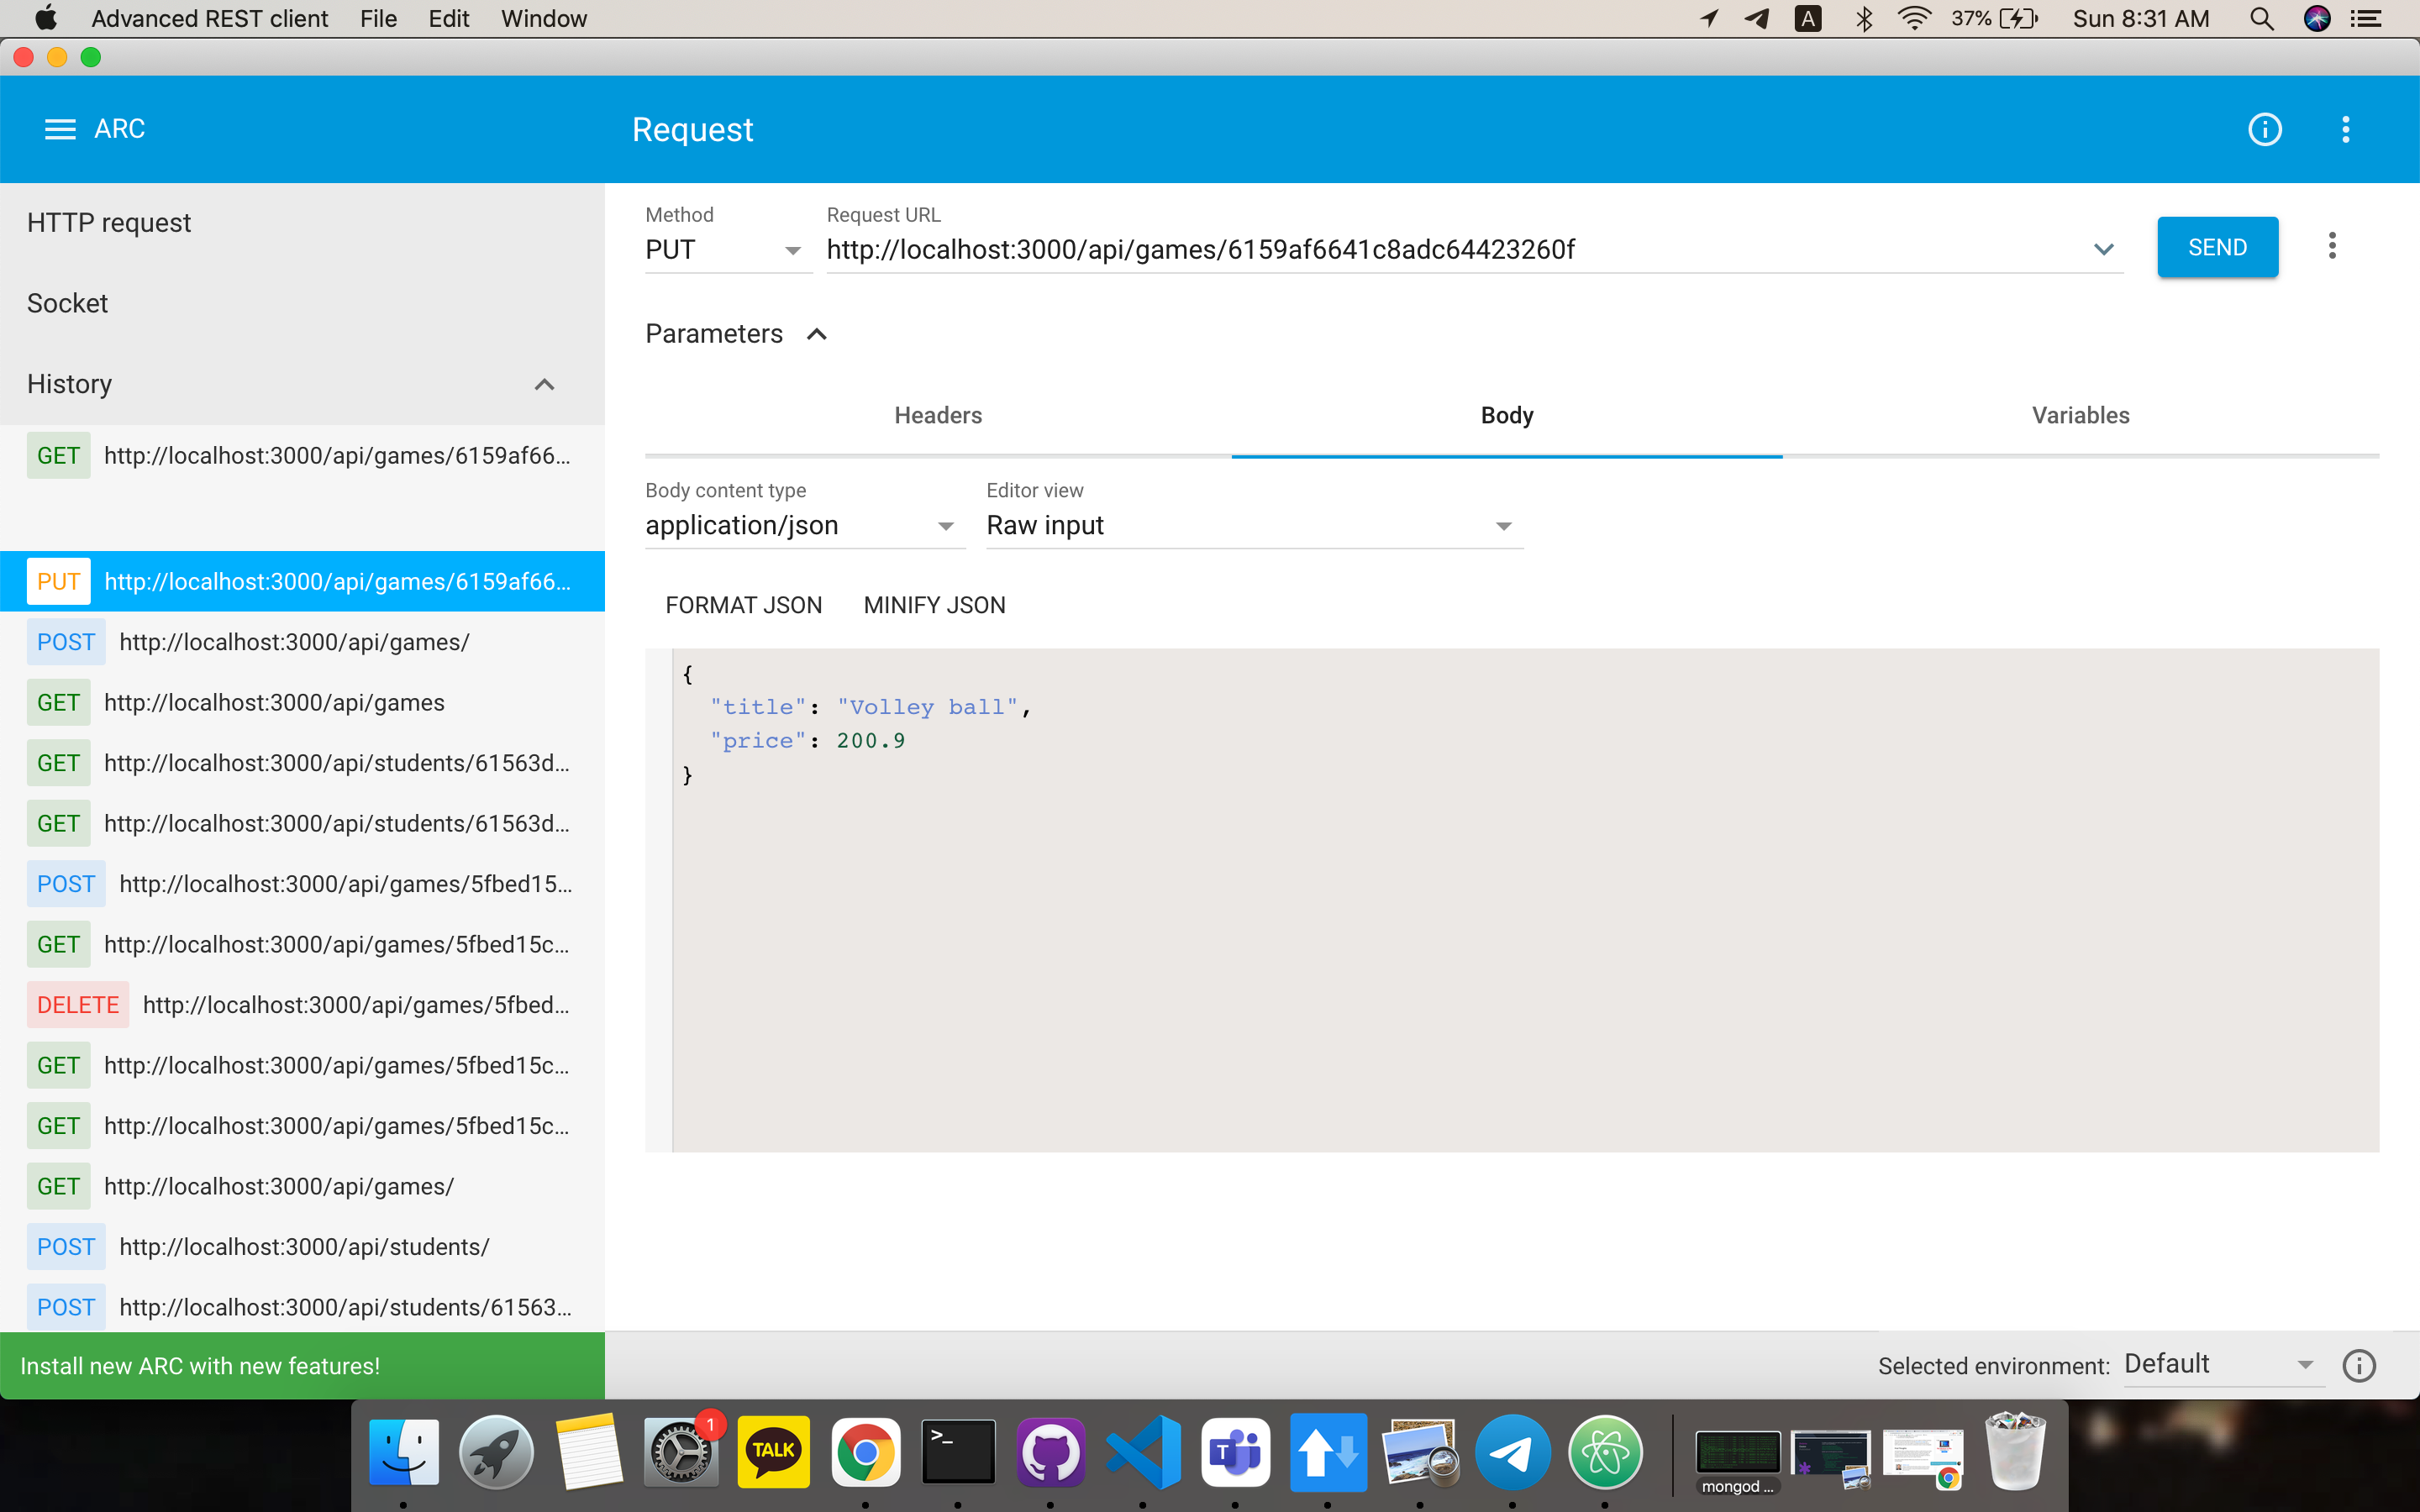 Advanced REST client File Edit Window
A 37% Sun 8:31 AM
ARC
Request
HTTP request
Socket
History
GET http://localhost:3000/api/games/6159af66...
PUT http://localhost:3000/api/games/6159af66...
POST http://localhost:3000/api/games/
GET http://localhost:3000/api/games
GET http://localhost:3000/api/students/61563d...
GET http://localhost:3000/api/students/61563d...
POST http://localhost:3000/api/games/5fbed15...
GET http://localhost:3000/api/games/5fbed15c...
DELETE http://localhost:3000/api/games/5fbed...
GET http://localhost:3000/api/games/5fbed15c...
GET http://localhost:3000/api/games/5fbed15c...
GET http://localhost:3000/api/games/
POST http://localhost:3000/api/students/
POST http://localhost:3000/api/students/61563...
Install new ARC with new features!
Method
PUT
Request URL
http://localhost:3000/api/games/6159af6641c8adc64423260f
SEND
Parameters
Headers Body Variables
Body content type
application/json
Editor view
Raw input
FORMAT JSON MINIFY JSON
{
"title": "Volley ball",
"price": 200.9
}
Selected environment: Default
1
TALK
>_
T
mongod ...